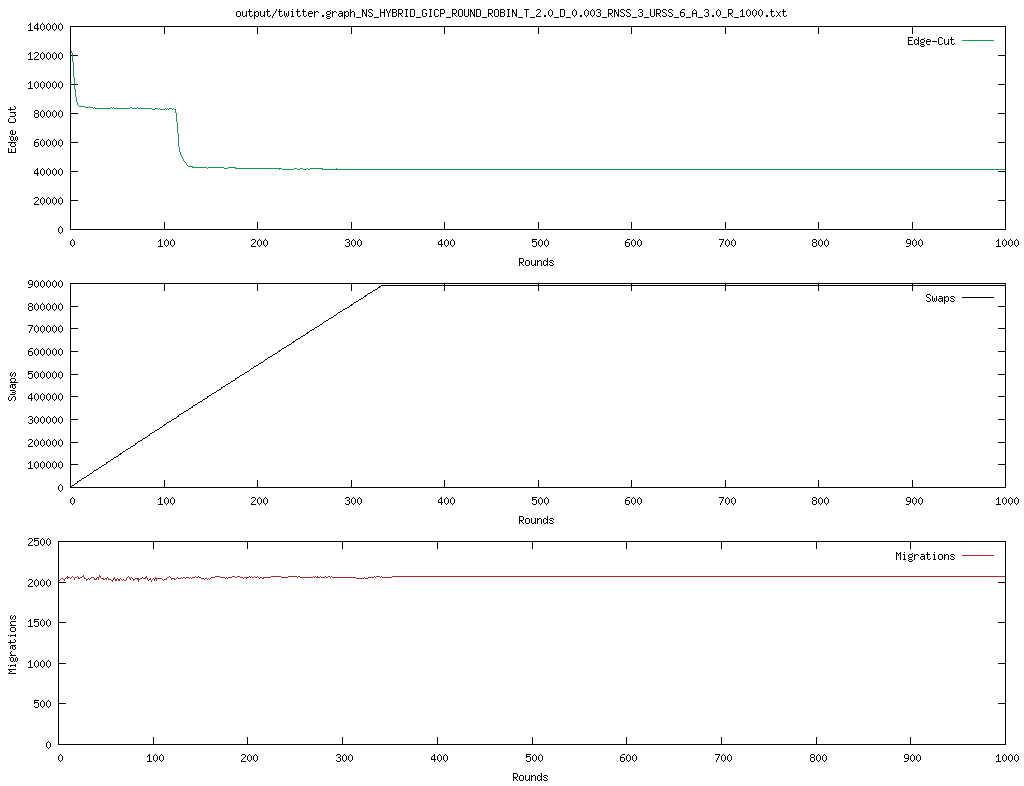 output/twitter.graph_NS_HYBRID_GICP_ROUND_ROBIN_T_2.0_D_0.003_RNSS_3_URSS_6_A_3.0_R_1000.txt
140000
120000
100000
80000
60000
40000
20000
0
Edge Cut
Edge-Cut
0 100 200 300 400 500 600 700 800 900 1000
Rounds
900000
800000
700000
600000
500000
400000
300000
200000
100000
0
Swaps
Swaps
0 100 200 300 400 500 600 700 800 900 1000
Rounds
2500
2000
1500
1000
500
0
Migrations
Migrations
0 100 200 300 400 500 600 700 800 900 1000
Rounds